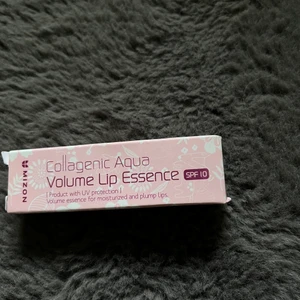 MIZON
Collagenic Aqua
Volume Lip Essence SPF 10
[ Product with UV protection ]
Volume essence for moisturized and plump lips.